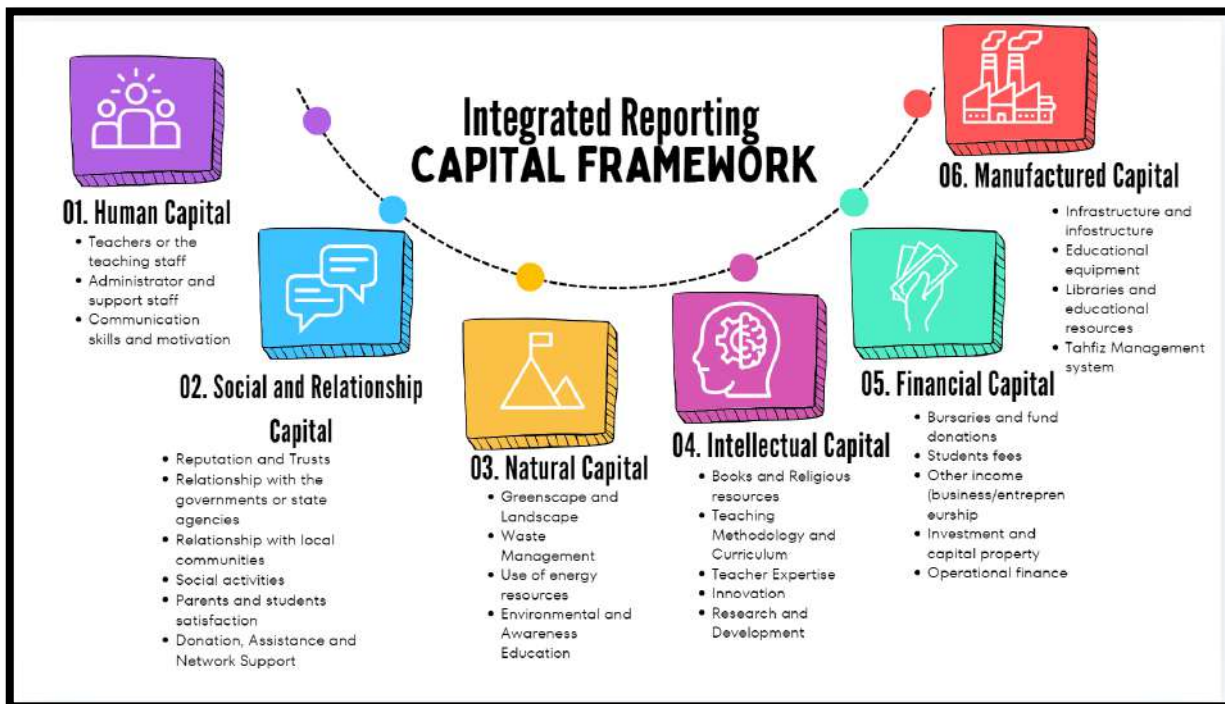 Integrated Reporting
CAPITAL FRAMEWORK
01. Human Capital
• Teachers or the
teaching staff
• Administrator and
support staff
• Communication
skills and motivation
02. Social and Relationship
Capital
• Reputation and Trusts
• Relationship with the
governments or state
agencies
• Relationship with local
communities
• Social activities
• Parents and students
satisfaction
• Donation, Assistance and
Network Support
03. Natural Capital
• Greenscape and
Landscape
• Waste
Management
• Use of energy
resources
• Environmental and
Awareness
Education
04. Intellectual Capital
• Books and Religious
resources
• Teaching
Methodology and
Curriculum
• Teacher Expertise
• Innovation
• Research and
Development
05. Financial Capital
• Bursaries and fund
donations
• Students fees
• Other income
(business/entrepren
eurship
• Investment and
capital property
• Operational finance
06. Manufactured Capital
• Infrastructure and
infostructure
• Educational
equipment
• Libraries and
educational
resources
• Tahfiz Management
system